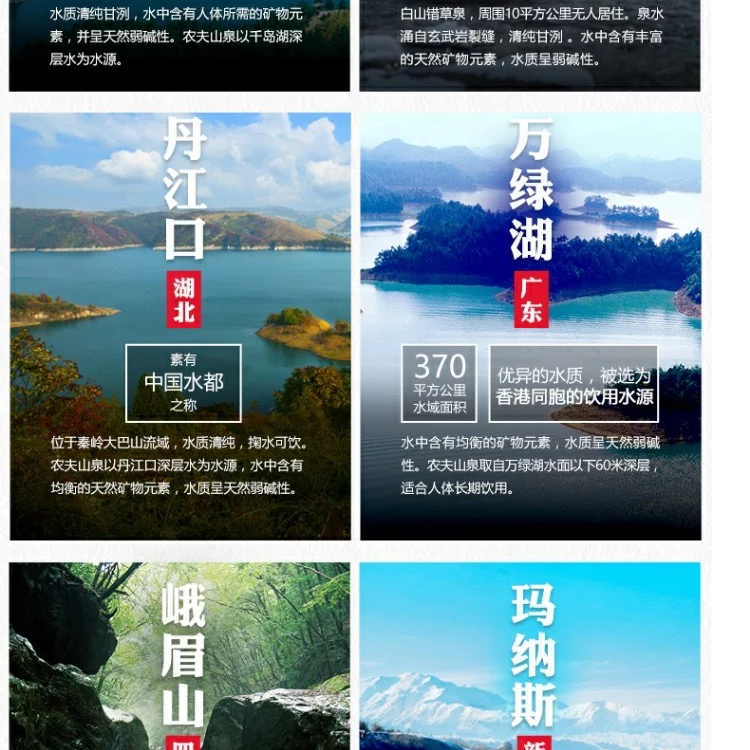 水质清纯甘洌，水中含有人体所需的矿物元
素，并呈天然弱碱性。农夫山泉以千岛湖深
层水为水源。
白山错草泉，周围10平方公里无人居住。泉水
涌自玄武岩裂缝，清纯甘洌 。水中含有丰富
的天然矿物元素，水质呈弱碱性。
丹江口
湖北
素有
中国水都
之称
位于秦岭大巴山流域，水质清纯，掬水可饮。
农夫山泉以丹江口深层水为水源，水中含有
均衡的天然矿物元素，水质呈天然弱碱性。
万绿湖
广东
370
平方公里
水域面积
优异的水质，被选为
香港同胞的饮用水源
水中含有均衡的矿物元素，水质呈天然弱碱
性。农夫山泉取自万绿湖水面以下60米深层，
适合人体长期饮用。
峨眉山
玛纳斯